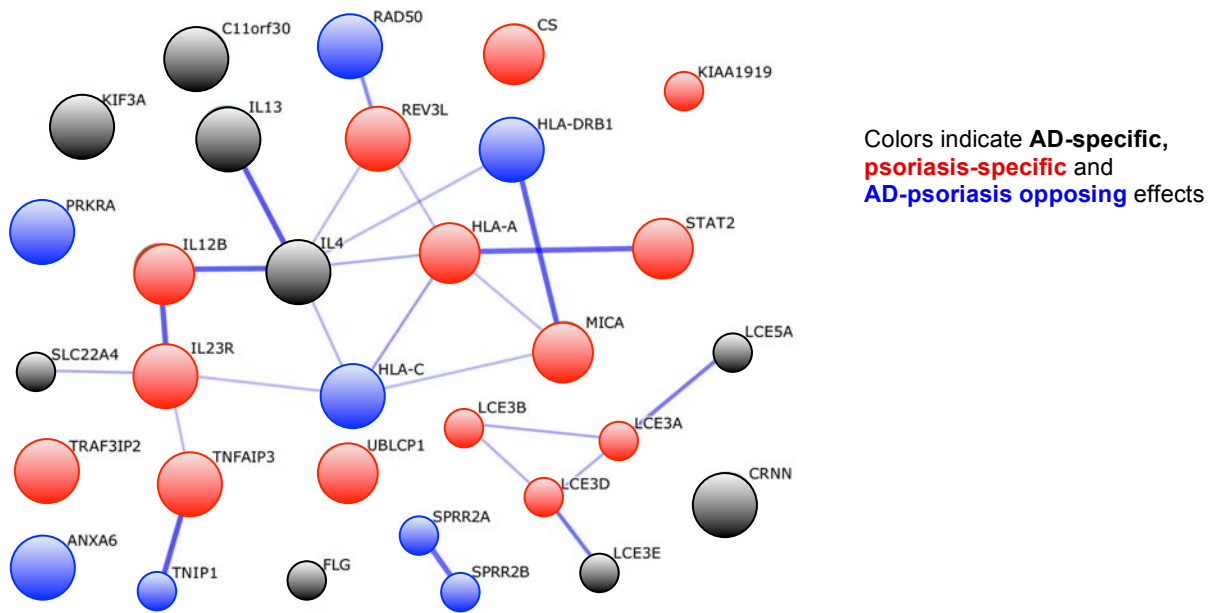 C11orf30
RAD50
CS
KIAA1919
KIF3A
IL13
REV3L
HLA-DRB1
Colors indicate AD-specific,
psoriasis-specific and
AD-psoriasis opposing effects
PRKRA
IL12B
IL4
HLA-A
STAT2
SLC22A4
IL23R
HLA-C
MICA
LCE5A
LCE3B
LCE3A
TRAF3IP2
TNFAIP3
UBLCP1
LCE3D
CRNN
ANXA6
TNIP1
FLG
SPRR2A
SPRR2B
LCE3E